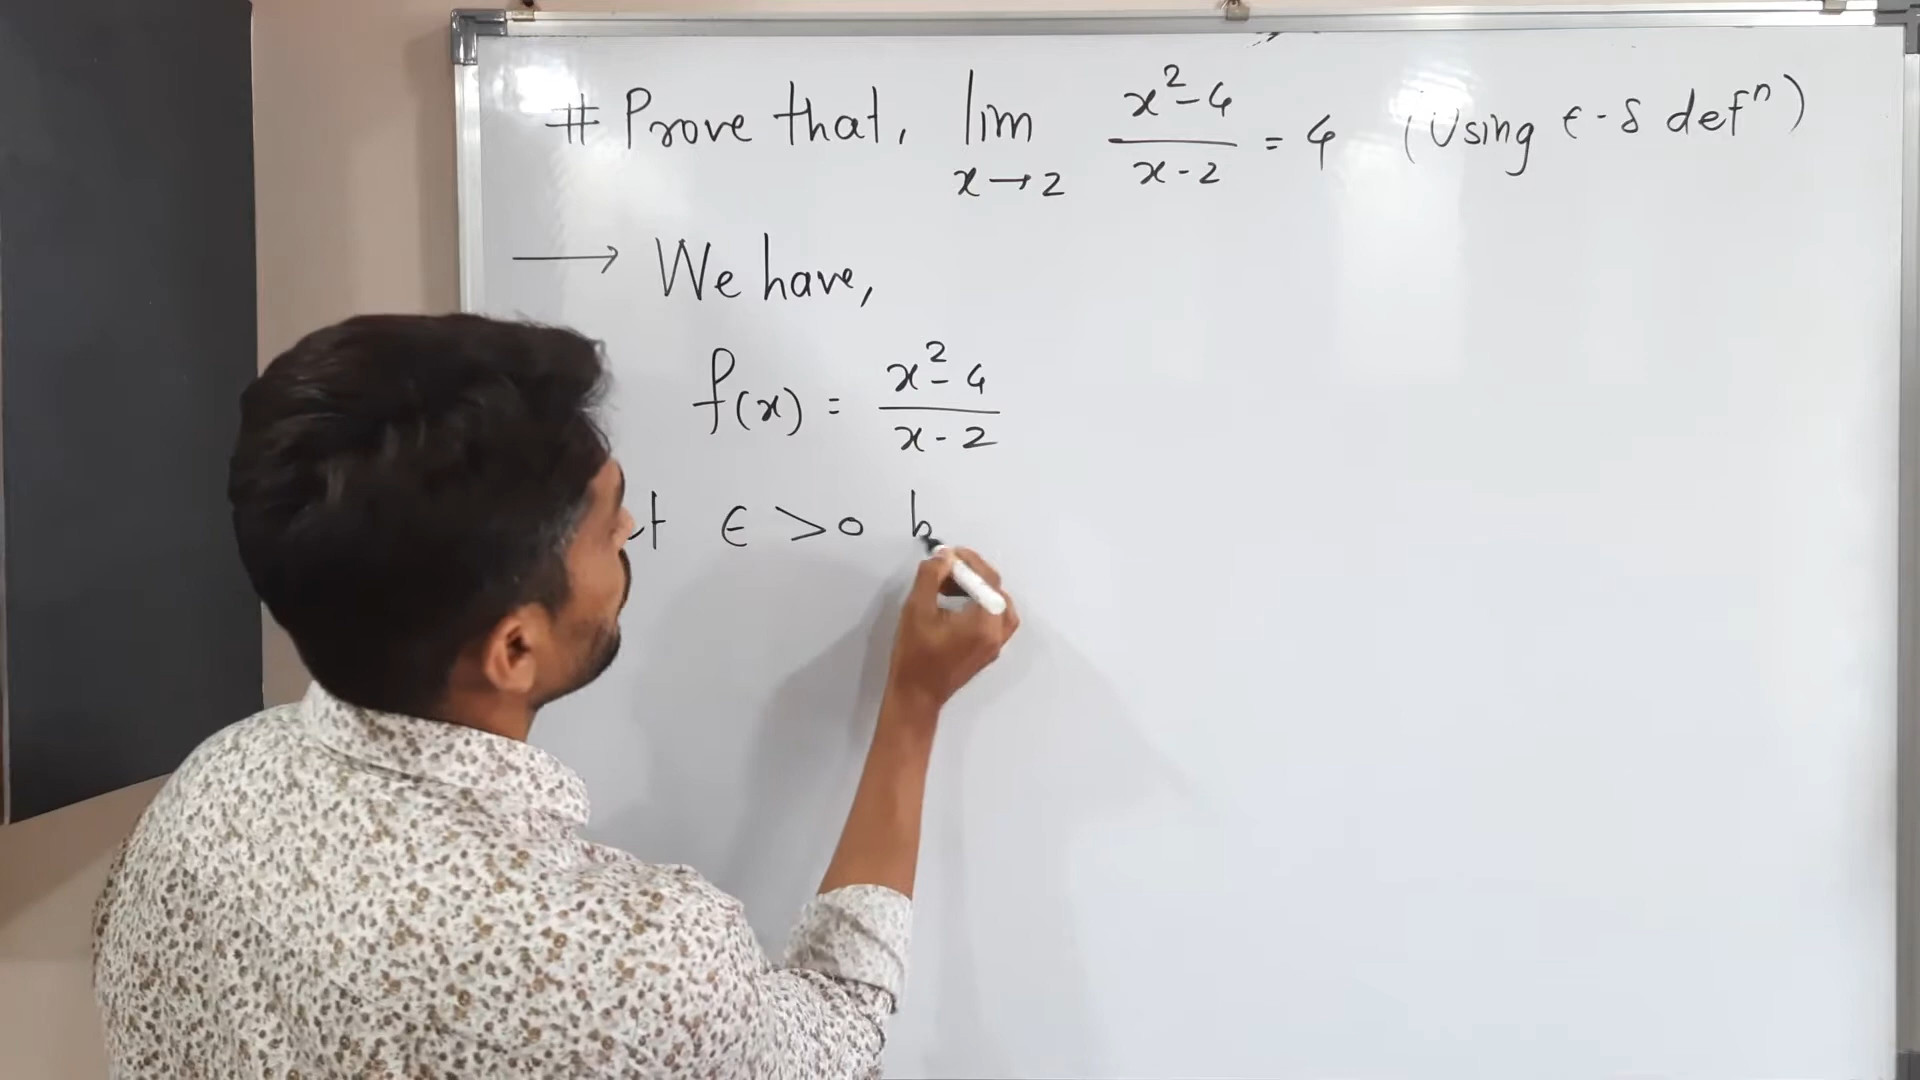 # Prove that, lim x→2 x²-4 / x-2 = 4 (Using ϵ-δ defⁿ)
→ We have,
f(x) = x²-4 / x-2
ϵ > 0 b